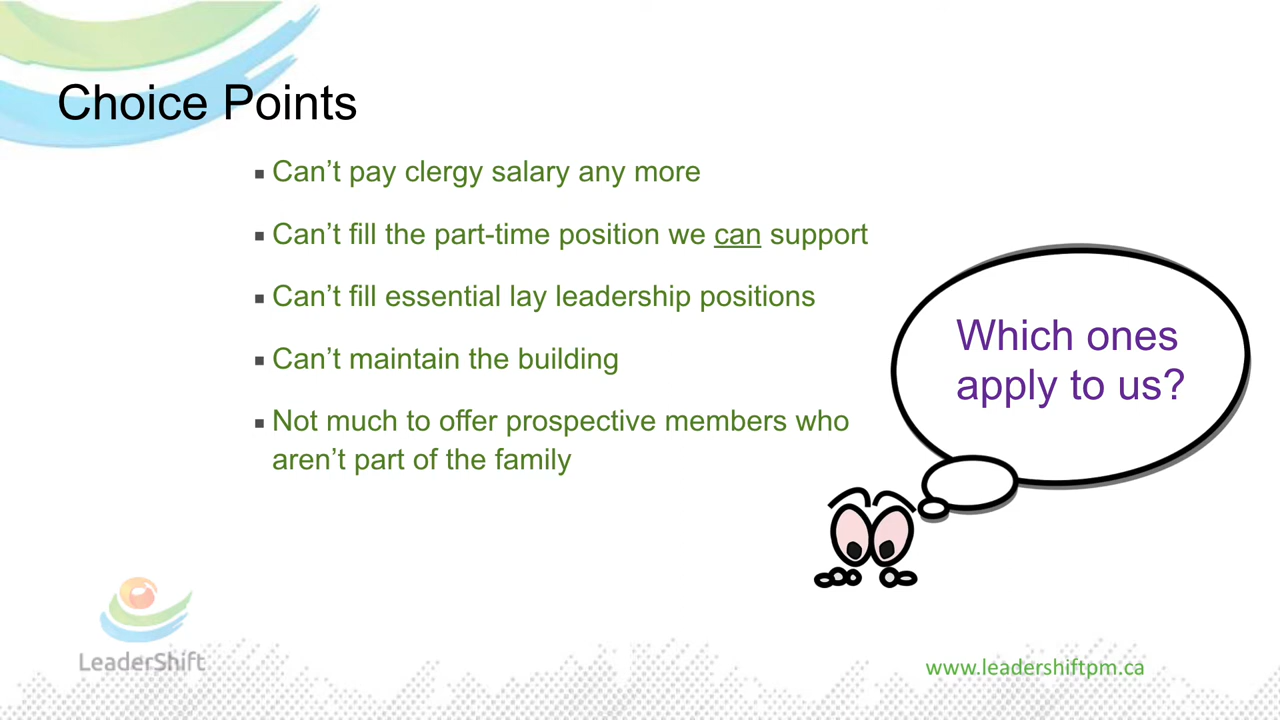 Choice Points
Can’t pay clergy salary any more
Can’t fill the part-time position we can support
Can’t fill essential lay leadership positions
Can’t maintain the building
Not much to offer prospective members who
aren’t part of the family
Which ones
apply to us?
LeaderShift
www.leadershiftpm.ca